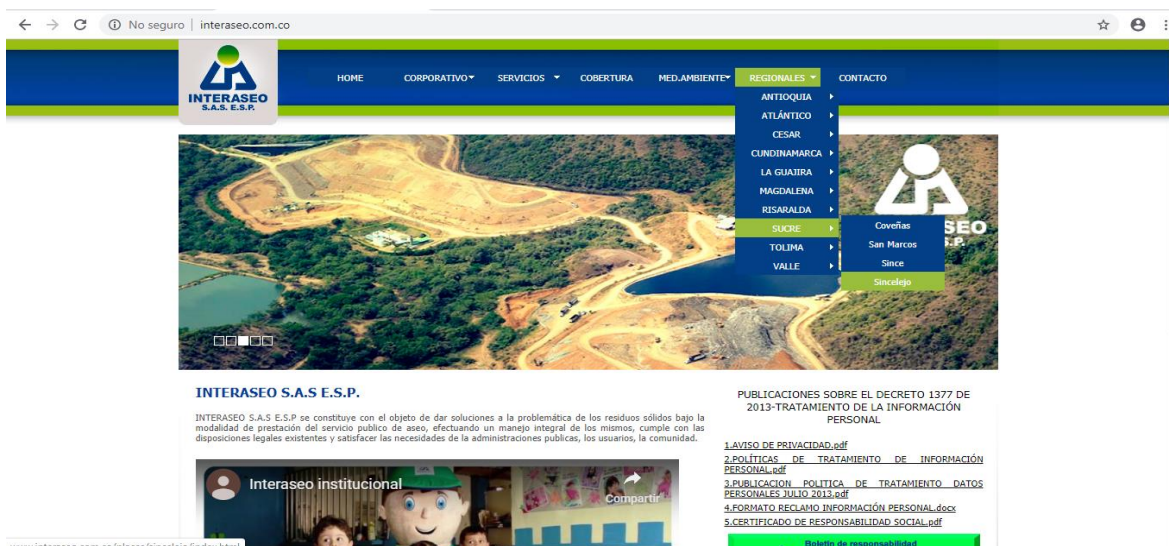 No seguro | interaseo.com.co
INTERASEO
S.A.S. E.S.P.
HOME CORPORATIVO SERVICIOS COBERTURA MED.AMBIENTE REGIONALES CONTACTO
ANTIOQUIA
ATLÁNTICO
CESAR
CUNDINAMARCA
LA GUAJIRA
MAGDALENA
RISARALDA
SUCRE
TOLIMA
VALLE
Coveñas
San Marcos
Since
Sincelejo
SEO
S.P.
INTERASEO S.A.S E.S.P.
INTERASEO S.A.S E.S.P se constituye con el objeto de dar soluciones a la problemática de los residuos sólidos bajo la
modalidad de prestación del servicio publico de aseo, efectuando un manejo integral de los mismos, cumple con las
disposiciones legales existentes y satisfacer las necesidades de la administraciones publicas, los usuarios, la comunidad.
Interaseo institucional
Compartir
PUBLICACIONES SOBRE EL DECRETO 1377 DE
2013-TRATAMIENTO DE LA INFORMACIÓN
PERSONAL
1.AVISO DE PRIVACIDAD.pdf
2.POLÍTICAS DE TRATAMIENTO DE INFORMACIÓN
PERSONAL.pdf
3.PUBLICACION POLITICA DE TRATAMIENTO DATOS
PERSONALES JULIO 2013.pdf
4.FORMATO RECLAMO INFORMACIÓN PERSONAL.docx
5.CERTIFICADO DE RESPONSABILIDAD SOCIAL.pdf
Boletin de responsabilidad